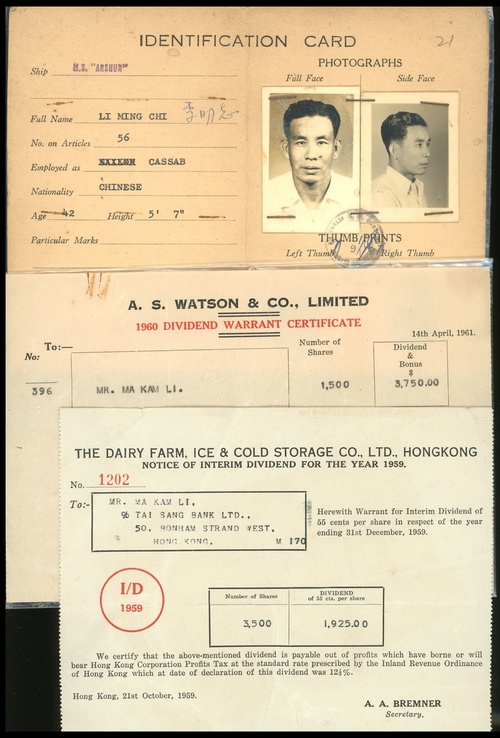 IDENTIFICATION CARD
21
Ship M.S. "ARSHUN"
PHOTOGRAPHS
Full Face Side Face
Full Name LI MING CHI 李明志
No. on Articles 56
Employed as CASSAB
Nationality CHINESE
Age 42 Height 5' 7"
Particular Marks
THUMB PRINTS
Left Thumb Right Thumb
A. S. WATSON & CO., LIMITED
1960 DIVIDEND WARRANT CERTIFICATE
14th April, 1961.
No: To:—
Number of Shares
Dividend & Bonus $
396 MR. MA KAM LI. 1,500 3,750.00
THE DAIRY FARM, ICE & COLD STORAGE CO., LTD., HONGKONG
NOTICE OF INTERIM DIVIDEND FOR THE YEAR 1959.
No. 1202
To:- MR. MA KAM LI,
% TAI SANG BANK LTD.,
50, BONHAM STRAND WEST,
HONG KONG. M 170
Herewith Warrant for Interim Dividend of
55 cents per share in respect of the year
ending 31st December, 1959.
I/D
1959
Number of Shares
DIVIDEND
of 55 cts. per share
3,500 1,925.00
We certify that the above-mentioned dividend is payable out of profits which have borne or will
bear Hong Kong Corporation Profits Tax at the standard rate prescribed by the Inland Revenue Ordinance
of Hong Kong which at date of declaration of this dividend was 12½%.
Hong Kong, 21st October, 1959.
A. A. BREMNER
Secretary.